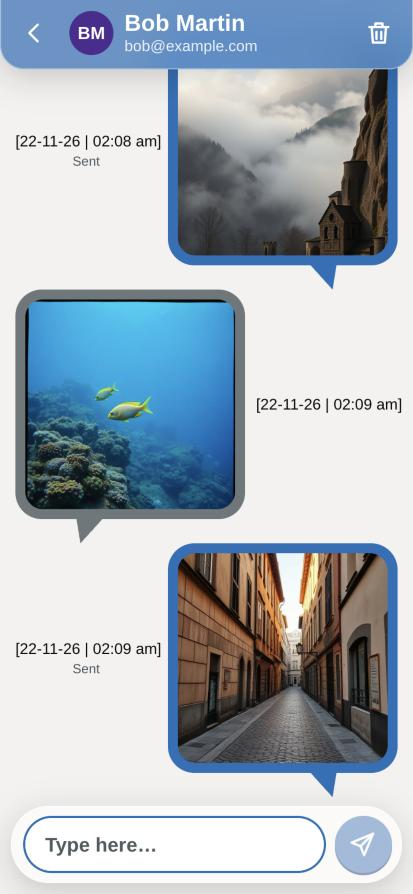 BM
Bob Martin
bob@example.com
[22-11-26 | 02:08 am]
Sent
[22-11-26 | 02:09 am]
[22-11-26 | 02:09 am]
Sent
Type here…